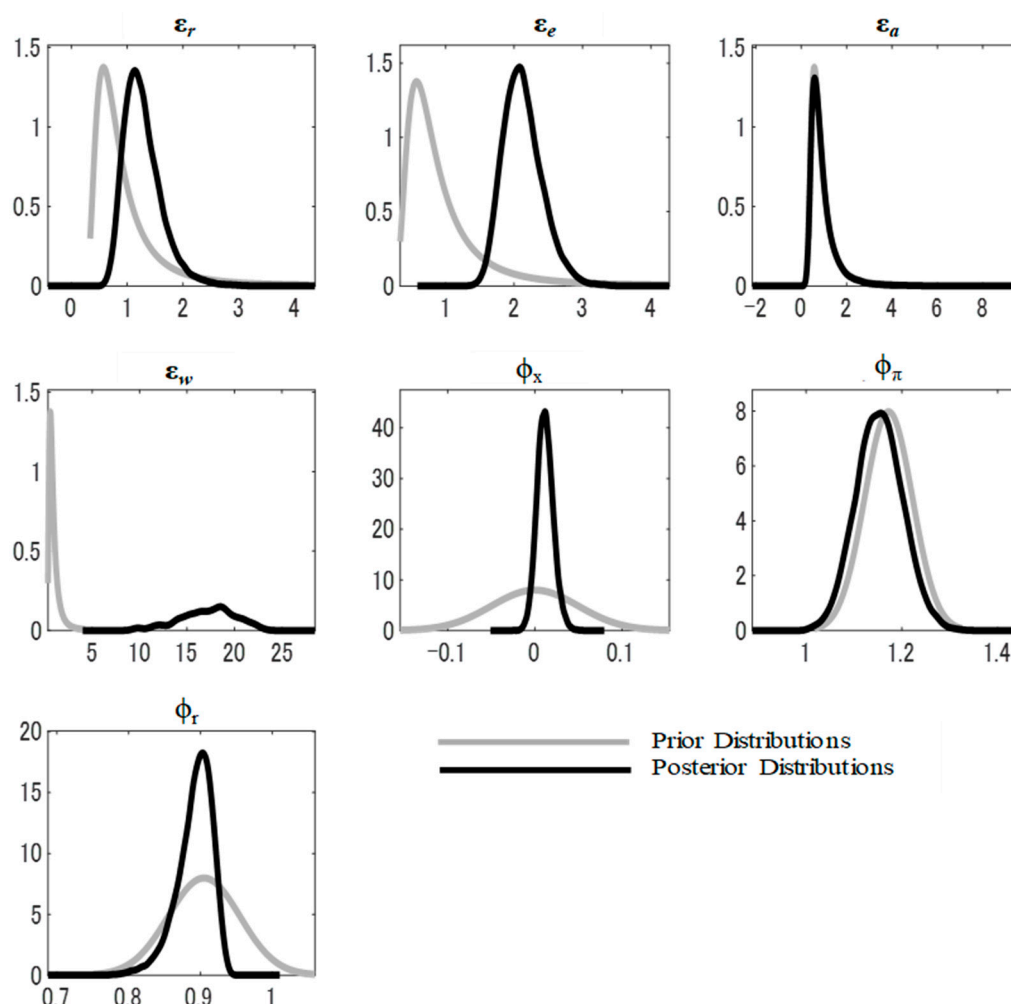 ε_r
ε_e
ε_a
1.5
1
0.5
0
0 1 2 3 4
1.5
1
0.5
0
1 2 3 4
1.5
1
0.5
0
−2 0 2 4 6 8
ε_w
ϕ_x
ϕ_π
1.5
1
0.5
0
5 10 15 20 25
40
30
20
10
0
−0.1 0 0.1
8
6
4
2
0
1 1.2 1.4
ϕ_r
20
15
10
5
0
0.7 0.8 0.9 1
Prior Distributions
Posterior Distributions